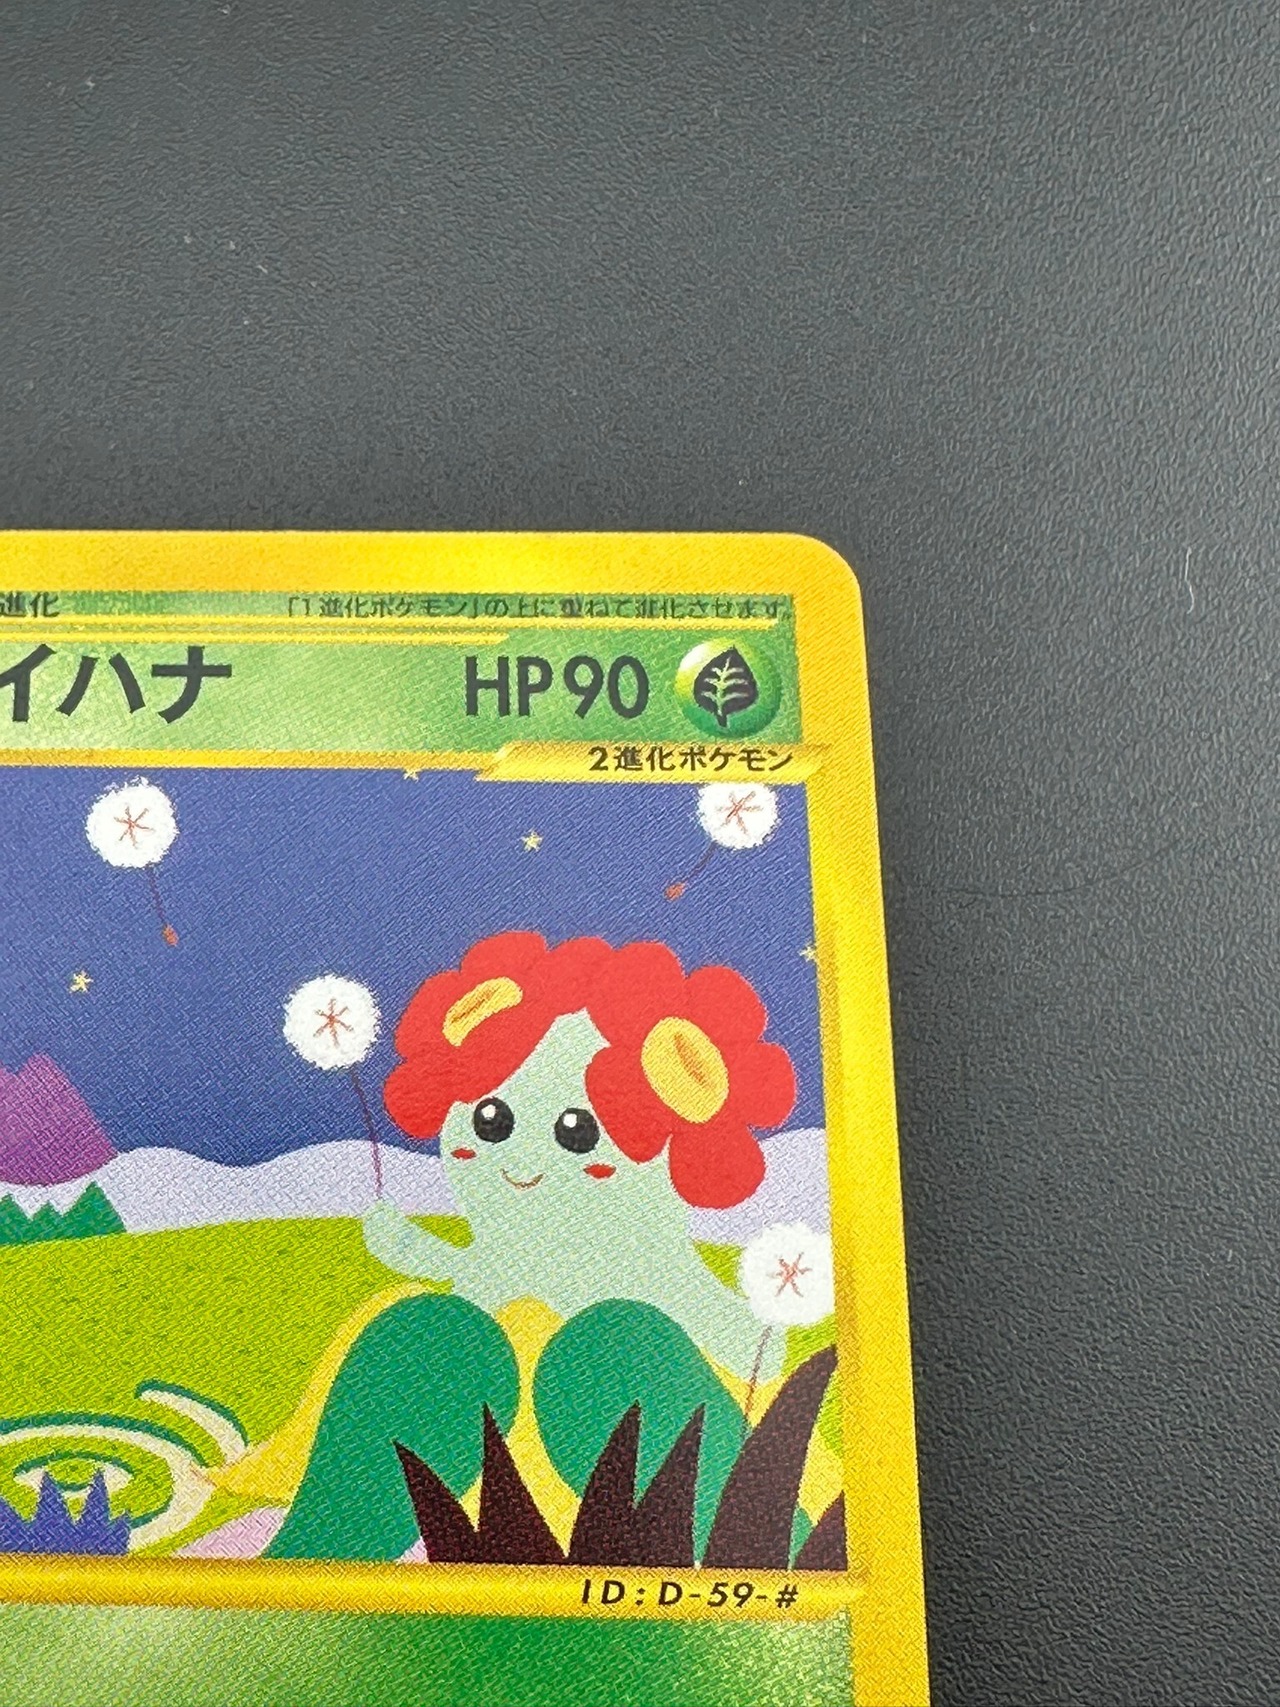 進化 「1進化ポケモン」の上に重ねて進化させます。
イハナ HP90
2進化ポケモン
ID:D-59-#